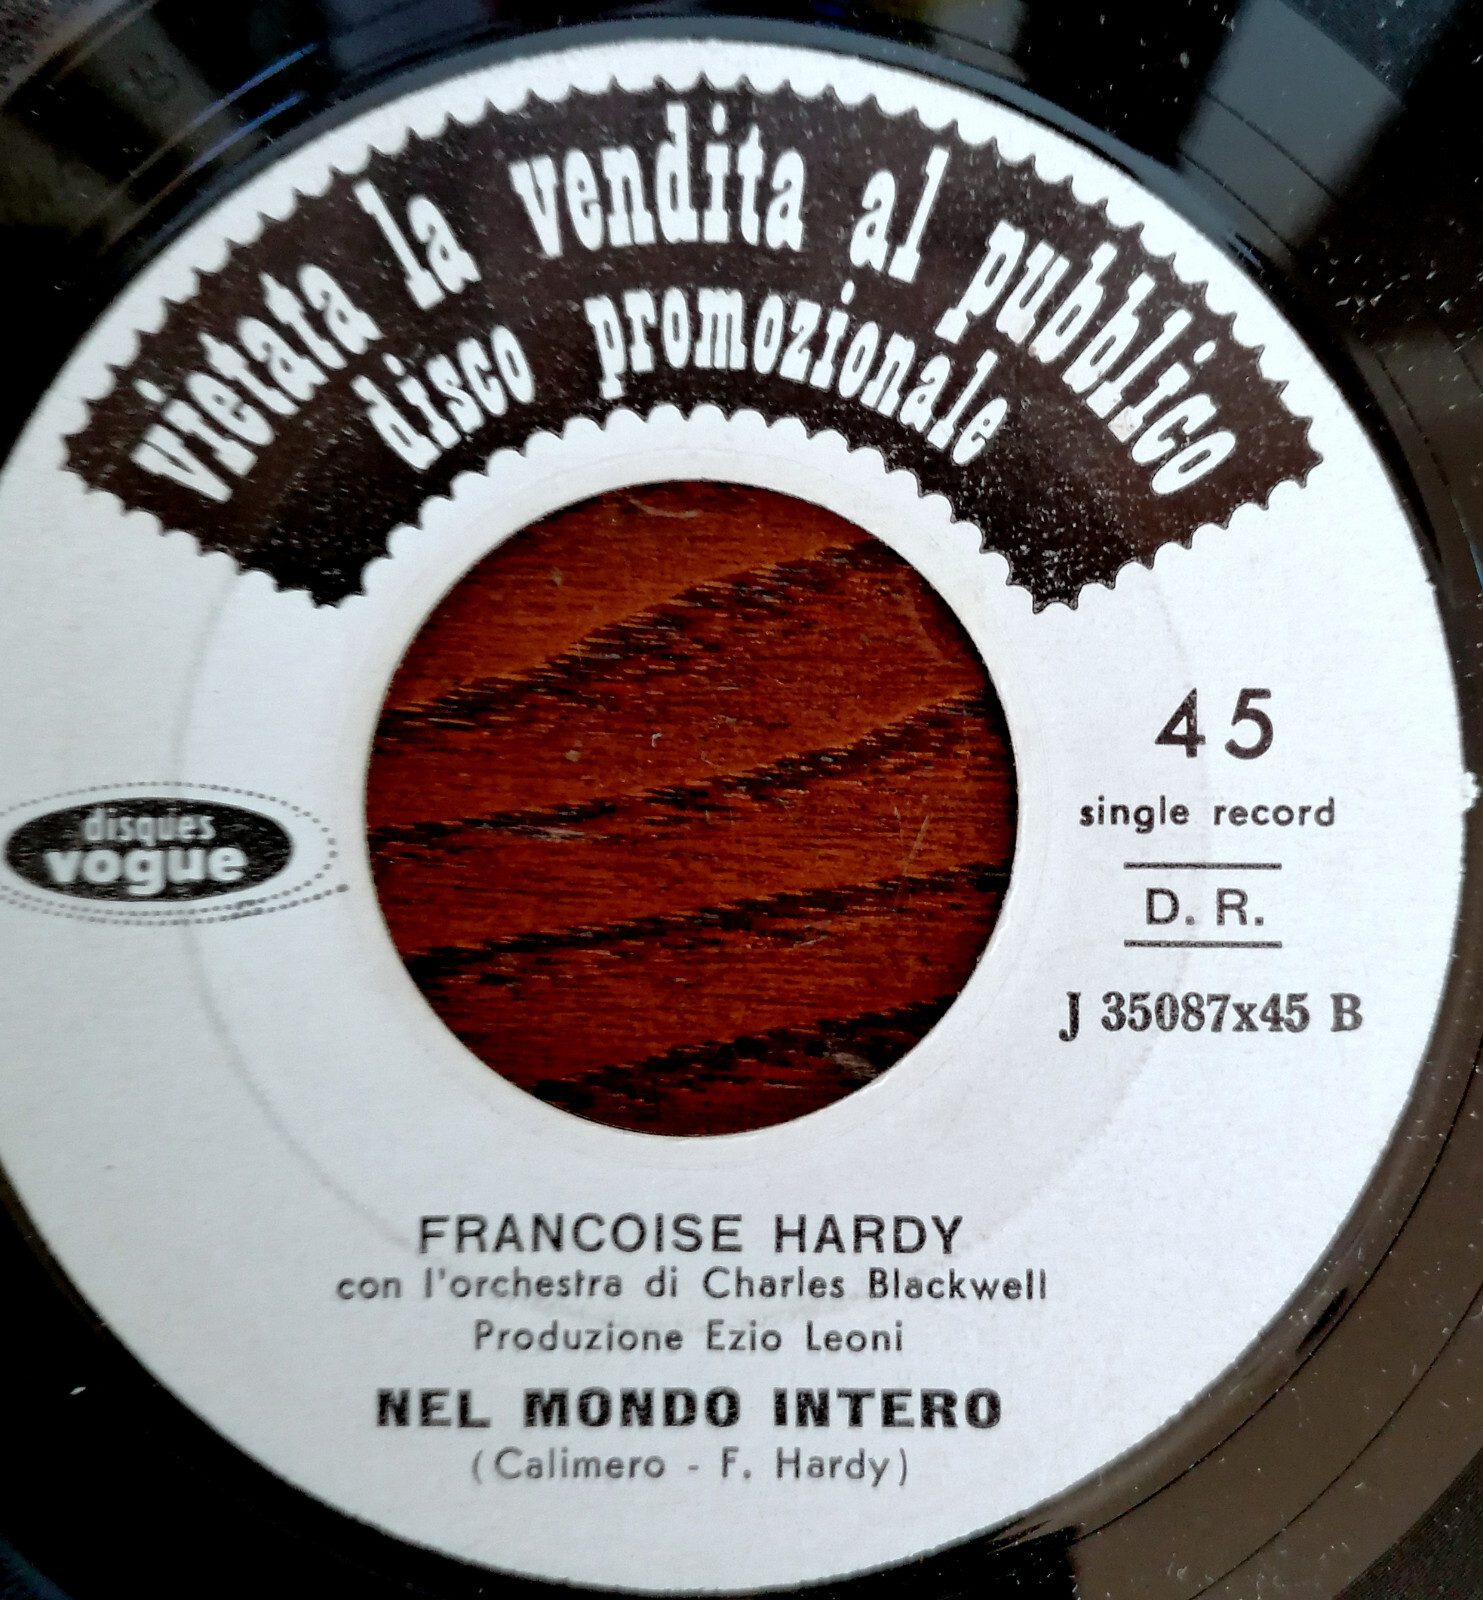 vietata la vendita al pubblico
disco promozionale
45
single record
D. R.
J 35087x45 B
disques
vogue
FRANCOISE HARDY
con l'orchestra di Charles Blackwell
Produzione Ezio Leoni
NEL MONDO INTERO
(Calimero - F. Hardy)